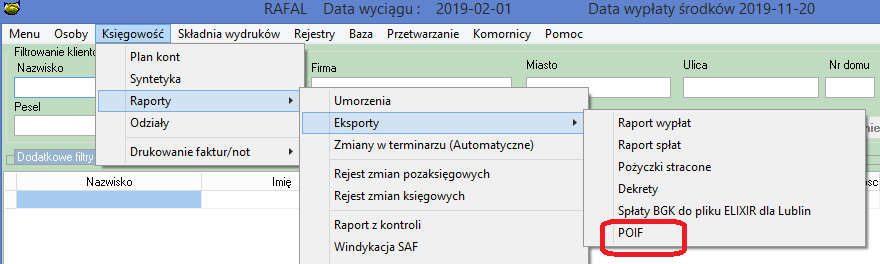 RAFAL Data wyciągu : 2019-02-01 Data wypłaty środków 2019-11-20
Menu Osoby Księgowość Składnia wydruków Rejestry Baza Przetwarzanie Komornicy Pomoc
Filtrowanie kliento
Nazwisko
Firma
Miasto
Ulica
Nr domu
Pesel
Dodatkowe filtry
Nazwisko
Imię
Plan kont
Syntetyka
Raporty
Odziały
Drukowanie faktur/not
Umorzenia
Eksporty
Zmiany w terminarzu (Automatyczne)
Rejest zmian pozaksięgowych
Rejest zmian księgowych
Raport z kontroli
Windykacja SAF
Raport wypłat
Raport spłat
Pożyczki stracone
Dekrety
Spłaty BGK do pliku ELIXIR dla Lublin
POIF